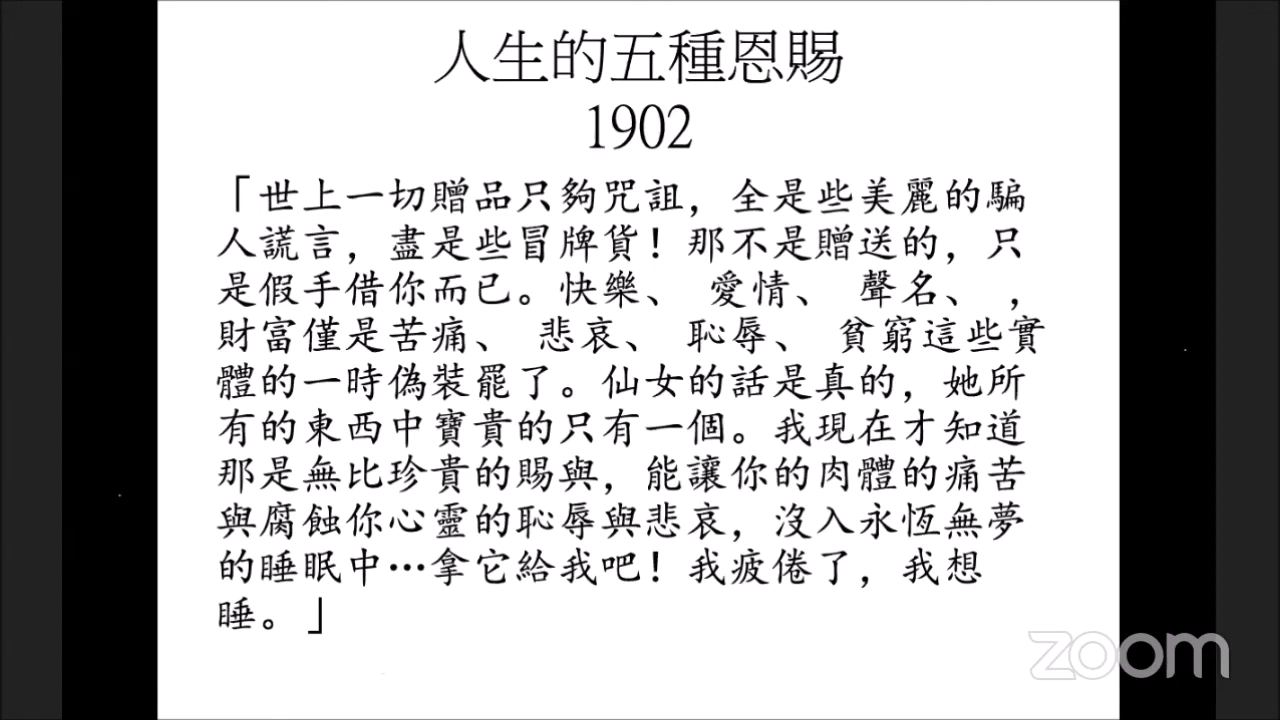 人生的五種恩賜
1902
「世上一切贈品只夠咒詛，全是些美麗的騙
人謊言，盡是些冒牌貨！那不是贈送的，只
是假手借你而已。快樂、 愛情、 聲名、 ，
財富僅是苦痛、 悲哀、 恥辱、 貧窮這些實
體的一時偽裝罷了。仙女的話是真的，她所
有的東西中寶貴的只有一個。我現在才知道
那是無比珍貴的賜與，能讓你的肉體的痛苦
與腐蝕你心靈的恥辱與悲哀，沒入永恆無夢
的睡眠中…拿它給我吧！我疲倦了，我想
睡。」
zoom